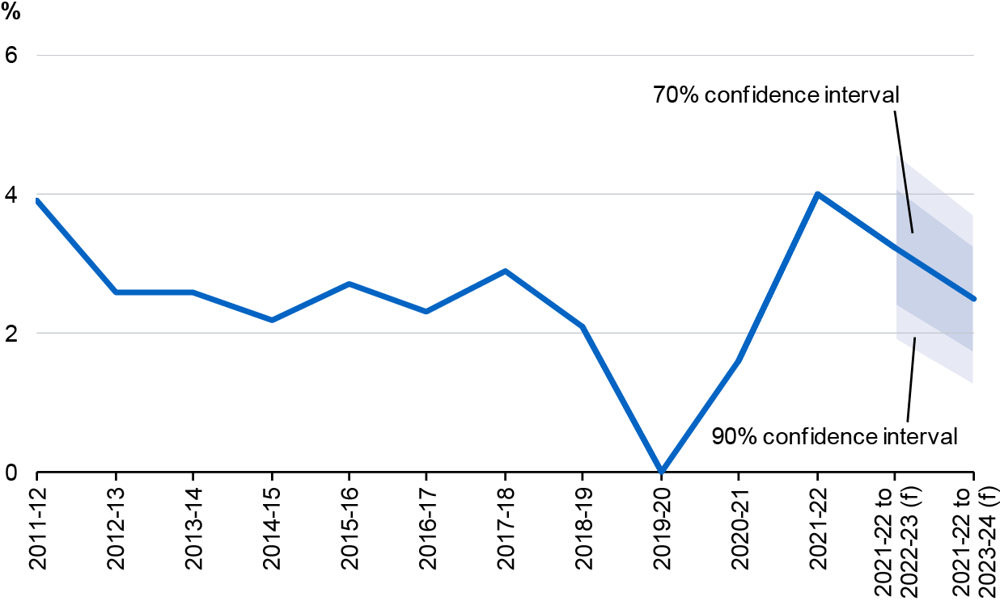 %
6
70% confidence interval
4
2
90% confidence interval
0
2011-12
2012-13
2013-14
2014-15
2015-16
2016-17
2017-18
2018-19
2019-20
2020-21
2021-22
2021-22 to
2022-23 (f)
2021-22 to
2023-24 (f)